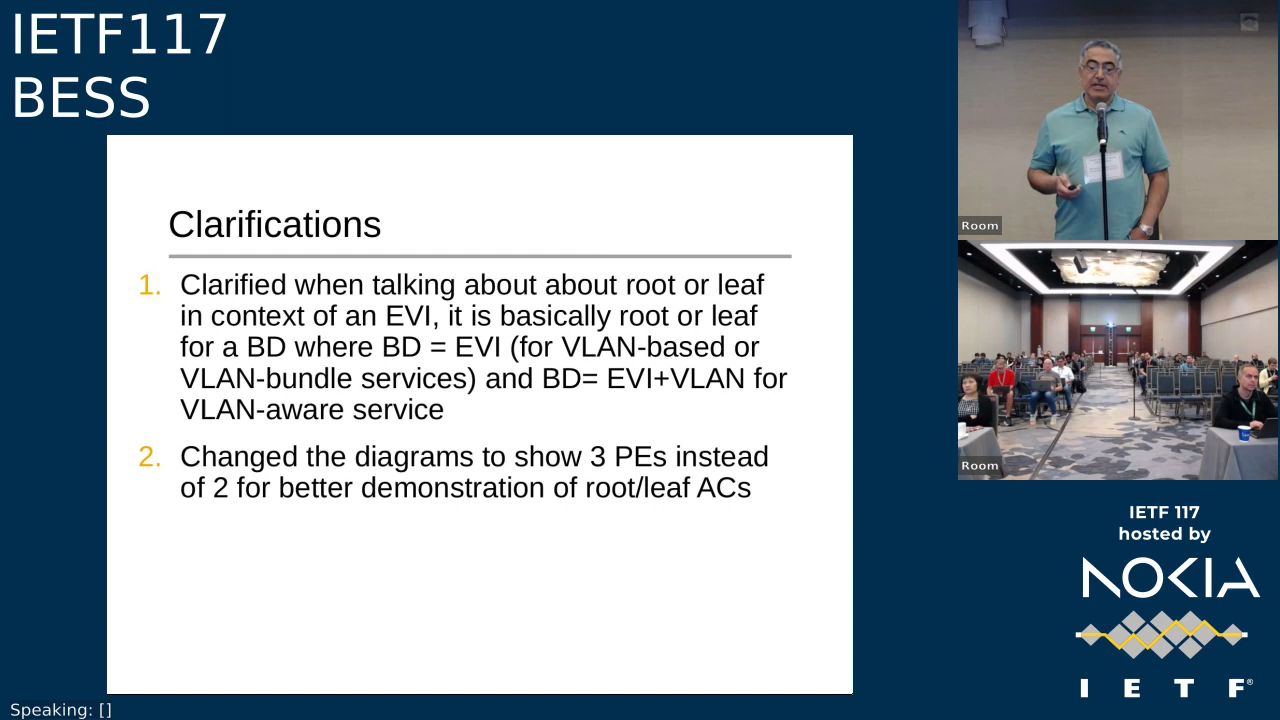 IETF117
BESS
Clarifications
1. Clarified when talking about about root or leaf
in context of an EVI, it is basically root or leaf
for a BD where BD = EVI (for VLAN-based or
VLAN-bundle services) and BD= EVI+VLAN for
VLAN-aware service
2. Changed the diagrams to show 3 PEs instead
of 2 for better demonstration of root/leaf ACs
Room
Room
IETF 117
hosted by
NOKIA
I E T F®
Speaking: []